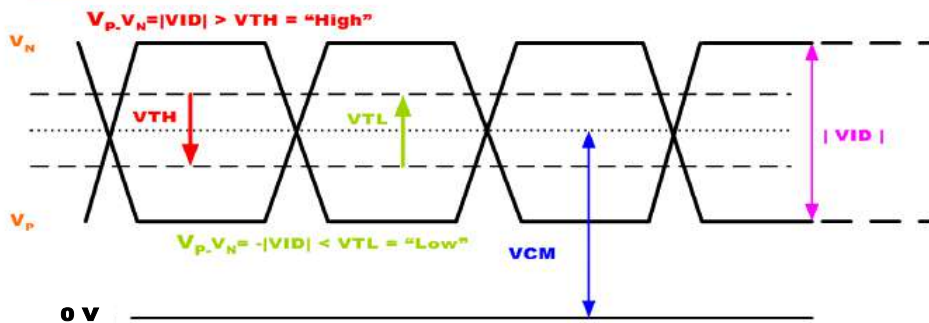 VP-VN=|VID| > VTH = “High”
VN
VTH
VTL
| VID |
VP
VP-VN= -|VID| < VTL = “Low”
VCM
0 V